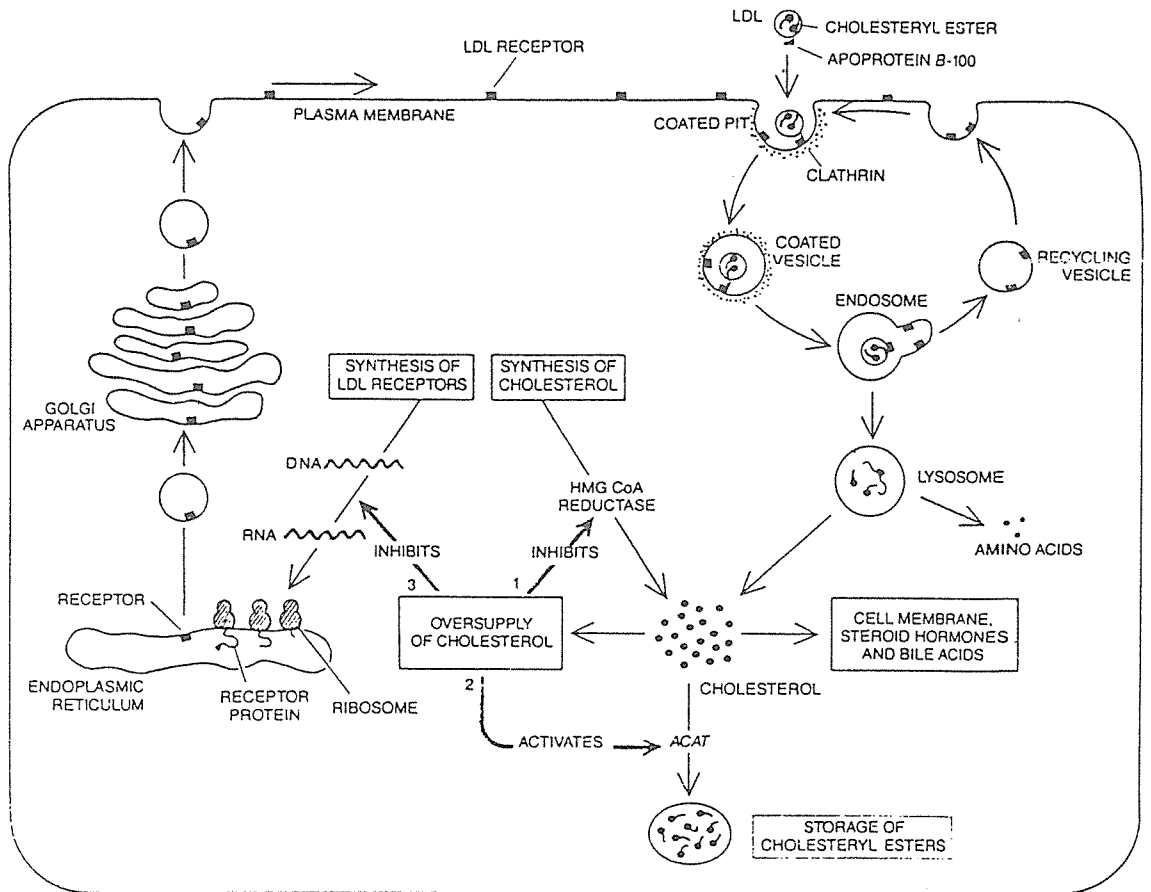 LDL
CHOLESTERYL ESTER
APOPROTEIN B-100
LDL RECEPTOR
PLASMA MEMBRANE
COATED PIT
CLATHRIN
COATED
VESICLE
RECYCLING
VESICLE
ENDOSOME
GOLGI
APPARATUS
SYNTHESIS OF
LDL RECEPTORS
SYNTHESIS OF
CHOLESTEROL
DNA
HMG CoA
REDUCTASE
LYSOSOME
RNA
INHIBITS
INHIBITS
AMINO ACIDS
3
1
RECEPTOR
OVERSUPPLY
OF CHOLESTEROL
CELL MEMBRANE,
STEROID HORMONES
AND BILE ACIDS
2
CHOLESTEROL
ENDOPLASMIC
RETICULUM
RECEPTOR
PROTEIN
RIBOSOME
ACTIVATES
ACAT
STORAGE OF
CHOLESTERYL ESTERS